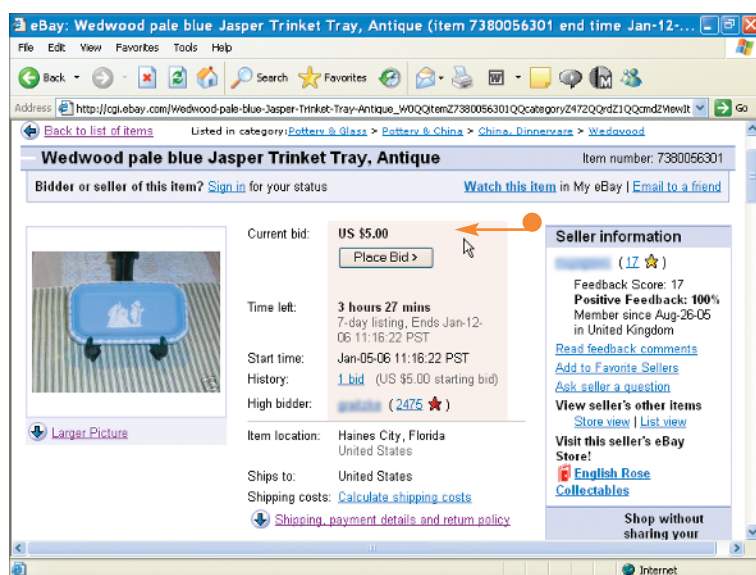 eBay: Wedwood pale blue Jasper Trinket Tray, Antique (item 7380056301 end time Jan-12-...
File Edit View Favorites Tools Help
Back Search Favorites
Address http://cgi.ebay.com/Wedwood-pale-blue-Jasper-Trinket-Tray-Antique_W0QQitemZ7380056301QQcategoryZ472QQrdZ1QQcmdZViewIt Go
Back to list of items Listed in category: Pottery & Glass > Pottery & China > China, Dinnerware > Wedgwood
Wedwood pale blue Jasper Trinket Tray, Antique Item number: 7380056301
Bidder or seller of this item? Sign in for your status Watch this item in My eBay | Email to a friend
Current bid: US $5.00
Place Bid >
Time left: 3 hours 27 mins
7-day listing, Ends Jan-12-
06 11:16:22 PST
Start time: Jan-05-06 11:16:22 PST
History: 1 bid (US $5.00 starting bid)
High bidder: ( 2475 )
Larger Picture
Item location: Haines City, Florida
United States
Ships to: United States
Shipping costs: Calculate shipping costs
Shipping, payment details and return policy
Seller information
( 17 )
Feedback Score: 17
Positive Feedback: 100%
Member since Aug-26-05
in United Kingdom
Read feedback comments
Add to Favorite Sellers
Ask seller a question
View seller's other items
Store view | List view
Visit this seller's eBay
Store!
English Rose
Collectables
Shop without
sharing your
Internet